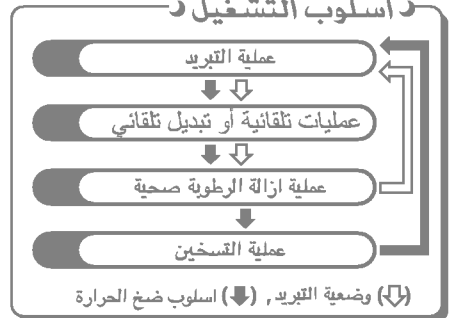 اسلوب التشغيل
عملية التبريد
عمليات تلقائية أو تبديل تلقائي
عملية ازالة الرطوبة صحية
عملية التسخين
(⇩) وضعية التبريد , (⬇) اسلوب ضخ الحرارة